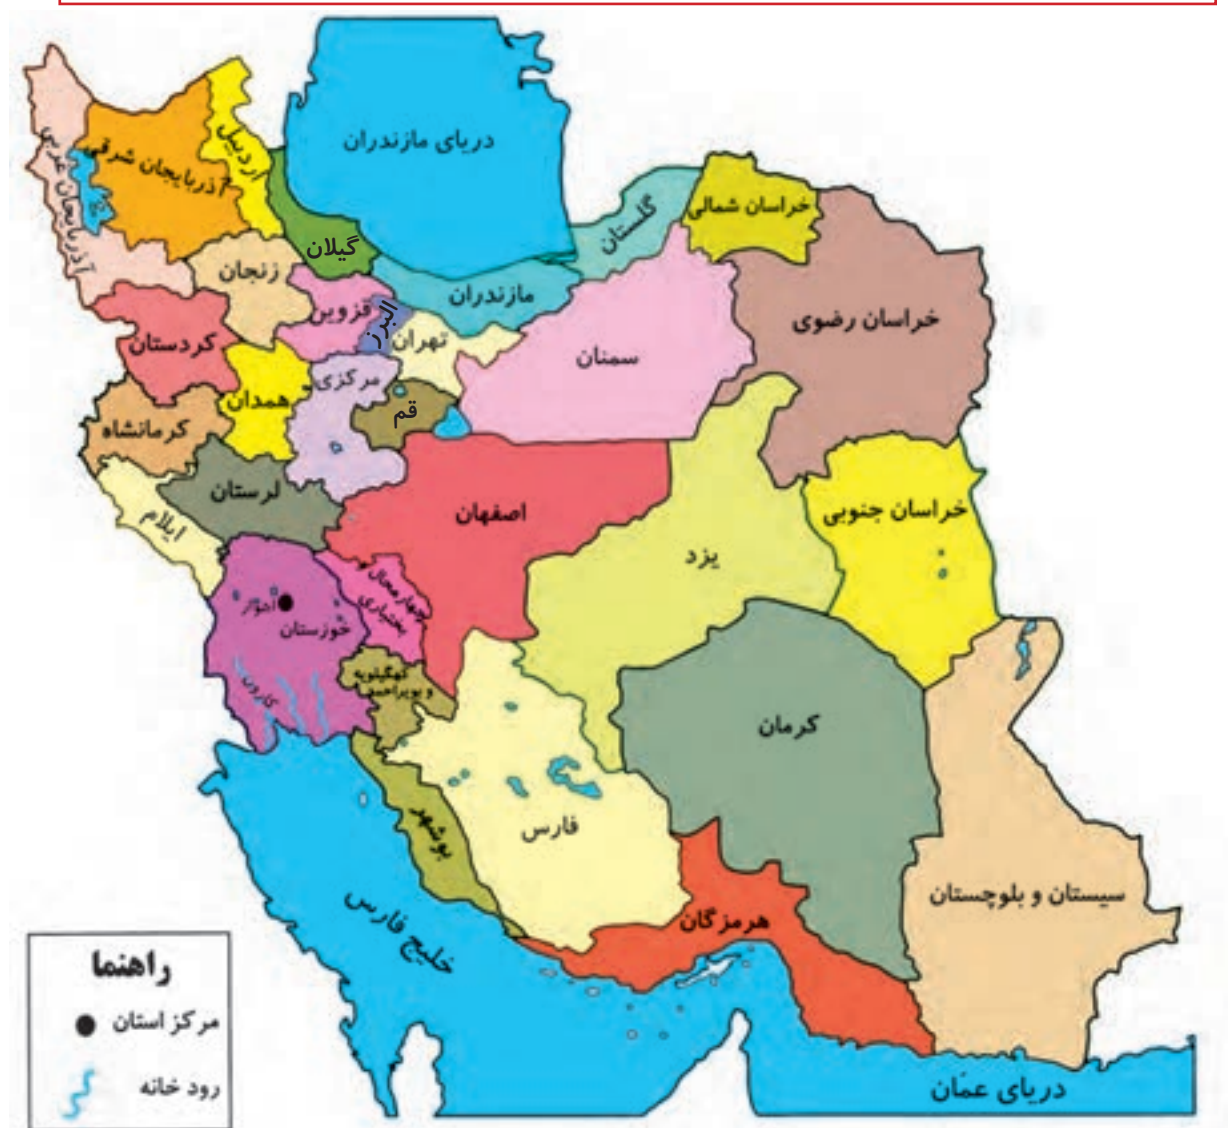 دریای مازندران
آذربایجان غربی
آذربایجان شرقی
اردبیل
گیلان
زنجان
مازندران
گلستان
خراسان شمالی
خراسان رضوی
قزوین
البرز
تهران
سمنان
کردستان
همدان
مرکزی
قم
کرمانشاه
لرستان
ایلام
اصفهان
یزد
خراسان جنوبی
چهارمحال و
بختیاری
اهواز
خوزستان
کارون
کهگیلویه
و بویراحمد
کرمان
فارس
بوشهر
هرمزگان
سیستان و بلوچستان
خلیج فارس
دریای عمّان
راهنما
مرکز استان
رود خانه